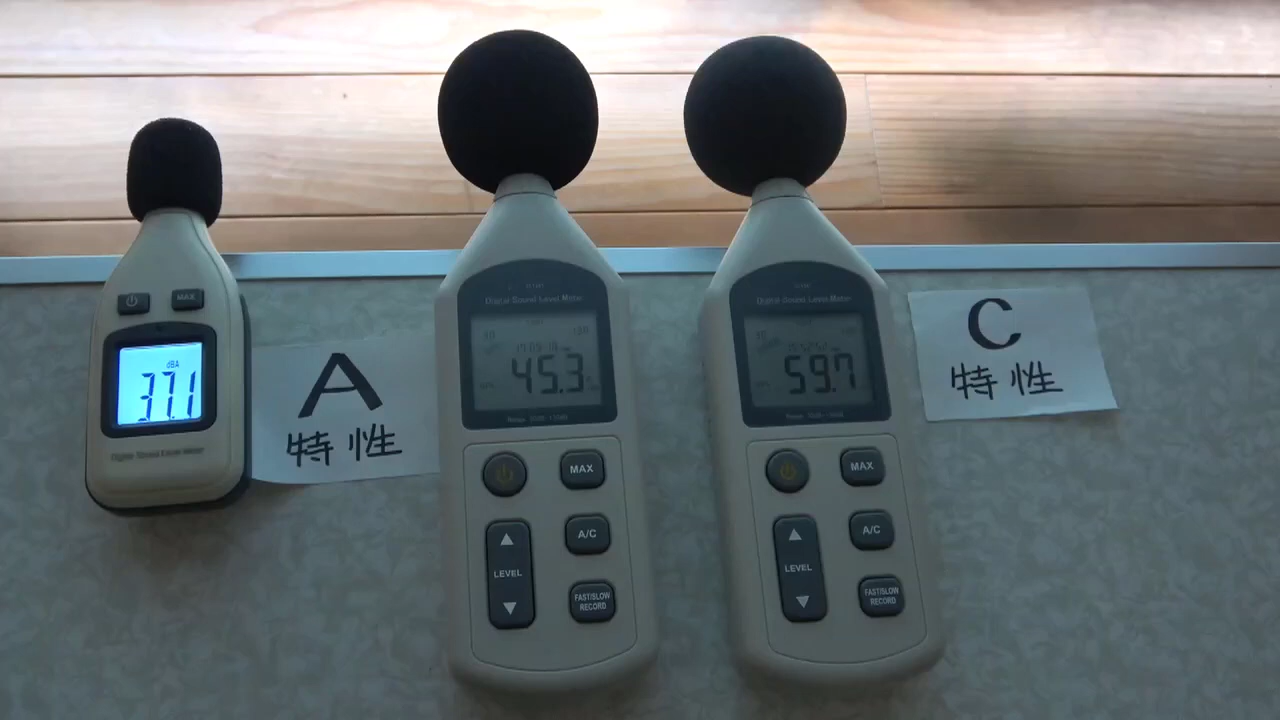 MAX
dBA
37.1
Digital Sound Level Meter
A
特性
Digital Sound Level Meter
45.3
MAX
A/C
LEVEL
FAST/SLOW
RECORD
Digital Sound Level Meter
59.7
MAX
A/C
LEVEL
FAST/SLOW
RECORD
C
特性